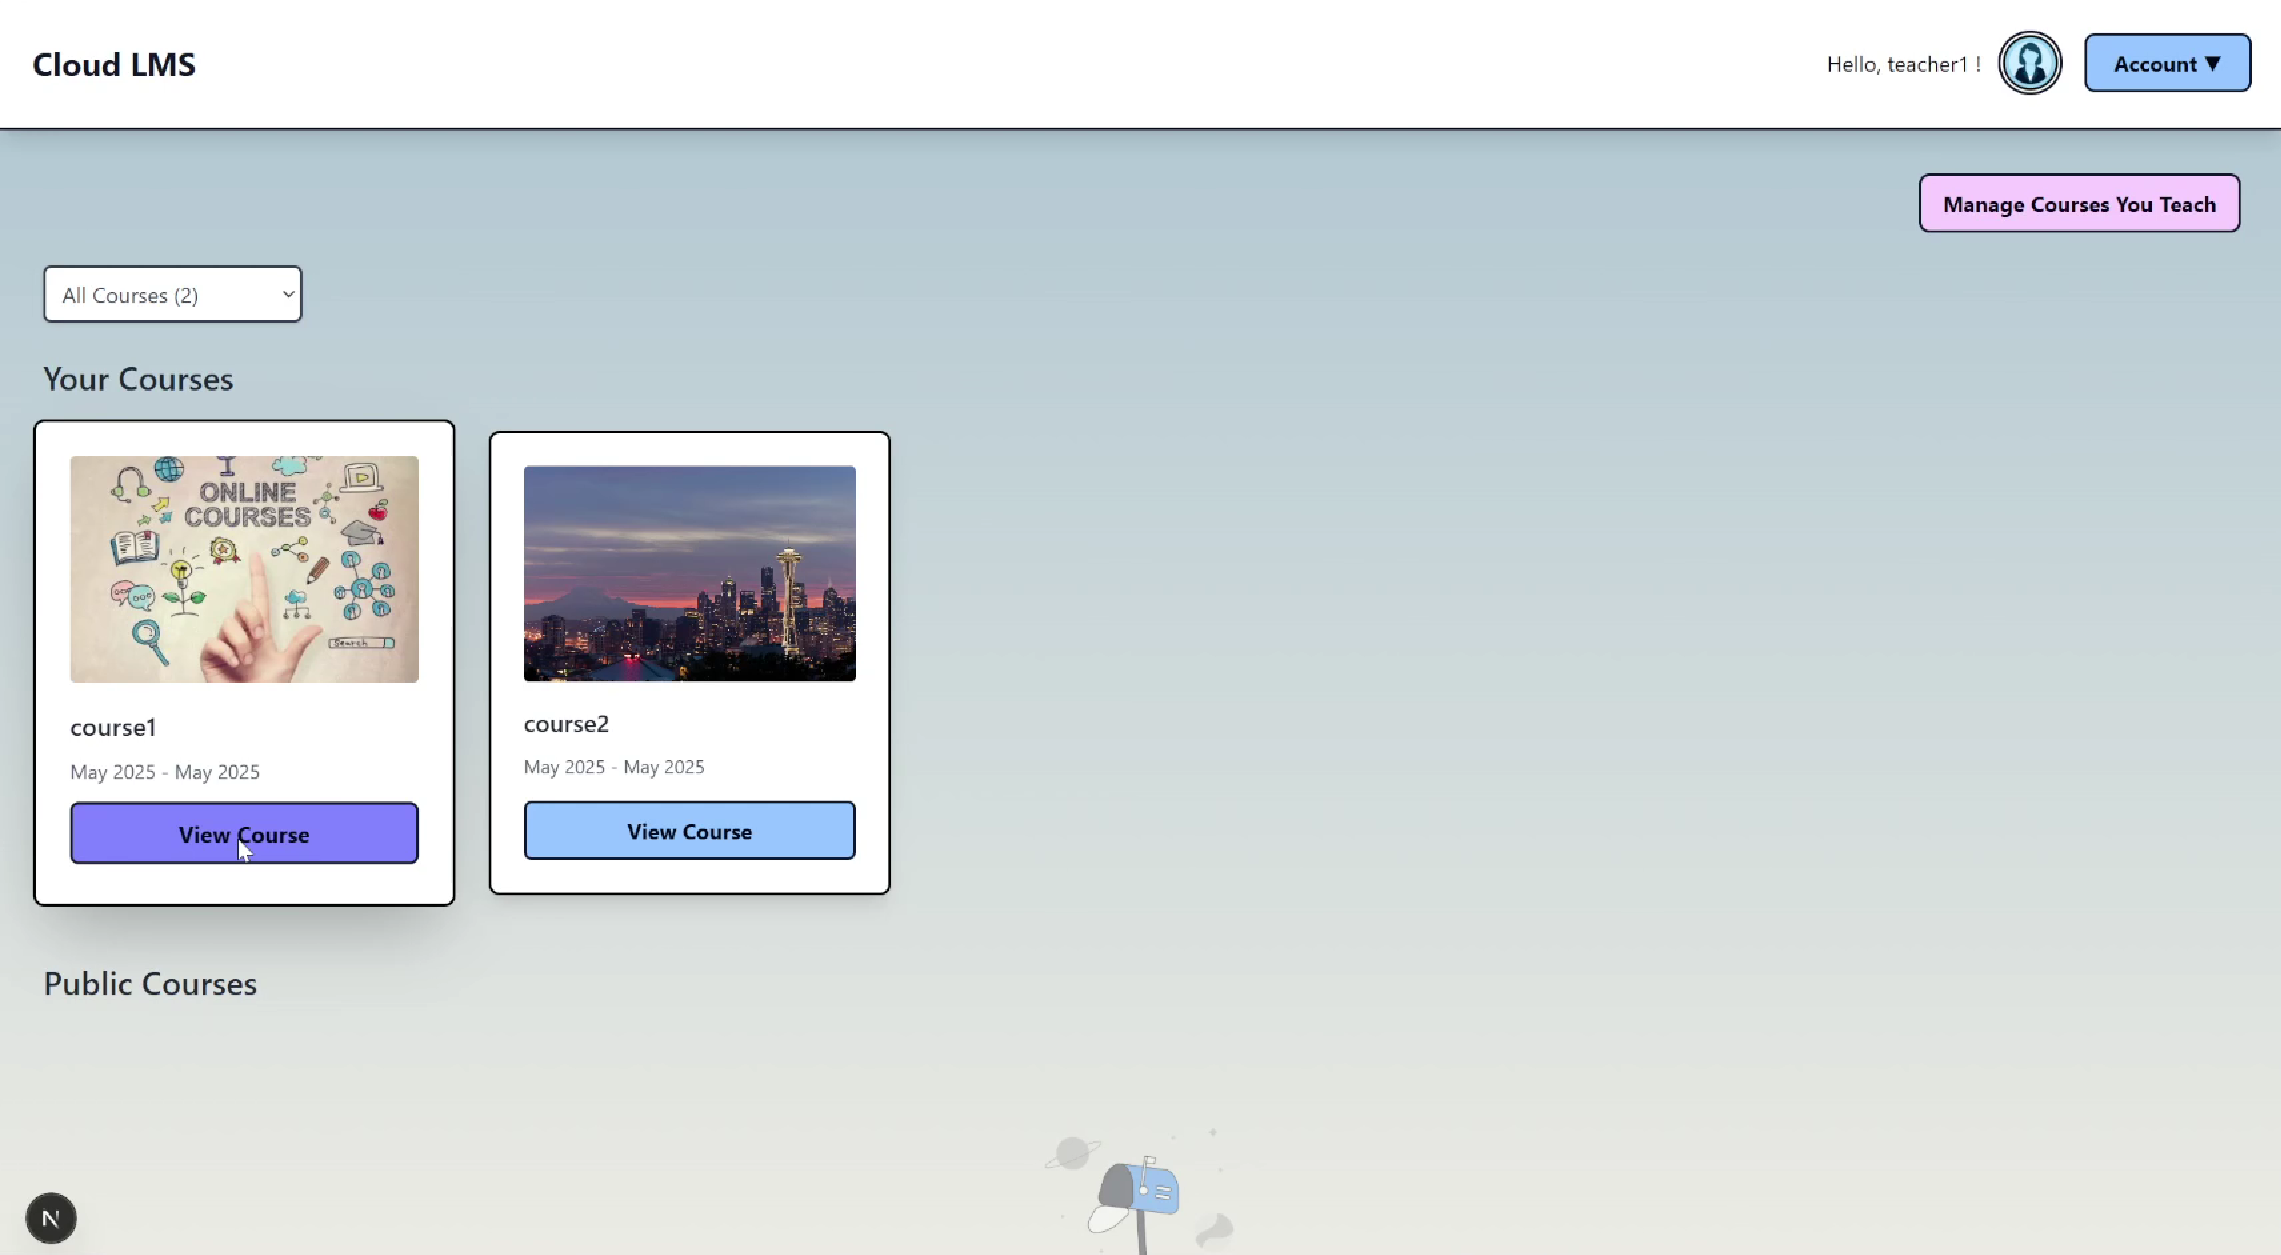 Cloud LMS
Hello, teacher1 !
Account ▼
Manage Courses You Teach
All Courses (2)
Your Courses
ONLINE
COURSES
Search
course1
May 2025 - May 2025
View Course
course2
May 2025 - May 2025
View Course
Public Courses
N